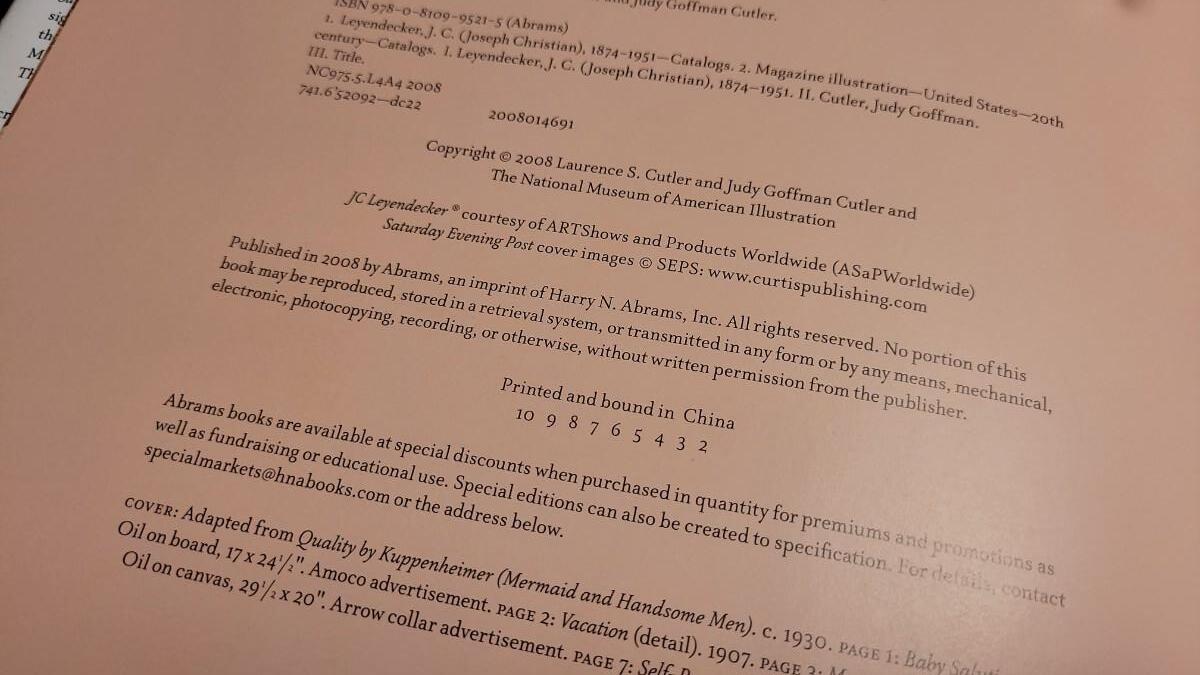 Judy Goffman Cutler.
ISBN 978-0-8109-9521-5 (Abrams)
1. Leyendecker, J. C. (Joseph Christian), 1874–1951—Catalogs. 2. Magazine illustration—United States—20th
century—Catalogs. I. Leyendecker, J. C. (Joseph Christian), 1874–1951. II. Cutler, Judy Goffman.
III. Title.
NC975.5.L4A4 2008
741.6'52092—dc22
2008014691
Copyright © 2008 Laurence S. Cutler and Judy Goffman Cutler and
The National Museum of American Illustration
JC Leyendecker ® courtesy of ARTShows and Products Worldwide (ASaPWorldwide)
Saturday Evening Post cover images © SEPS: www.curtispublishing.com
Published in 2008 by Abrams, an imprint of Harry N. Abrams, Inc. All rights reserved. No portion of this
book may be reproduced, stored in a retrieval system, or transmitted in any form or by any means, mechanical,
electronic, photocopying, recording, or otherwise, without written permission from the publisher.
Printed and bound in China
10 9 8 7 6 5 4 3 2
Abrams books are available at special discounts when purchased in quantity for premiums and promotions as
well as fundraising or educational use. Special editions can also be created to specification. For details, contact
specialmarkets@hnabooks.com or the address below.
COVER: Adapted from Quality by Kuppenheimer (Mermaid and Handsome Men). c. 1930. PAGE 1: Baby
Oil on board, 17 x 24 1/2". Amoco advertisement. PAGE 2: Vacation (detail). 1907. PAGE 3:
Oil on canvas, 29 1/2 x 20". Arrow collar advertisement. PAGE 7: Self-